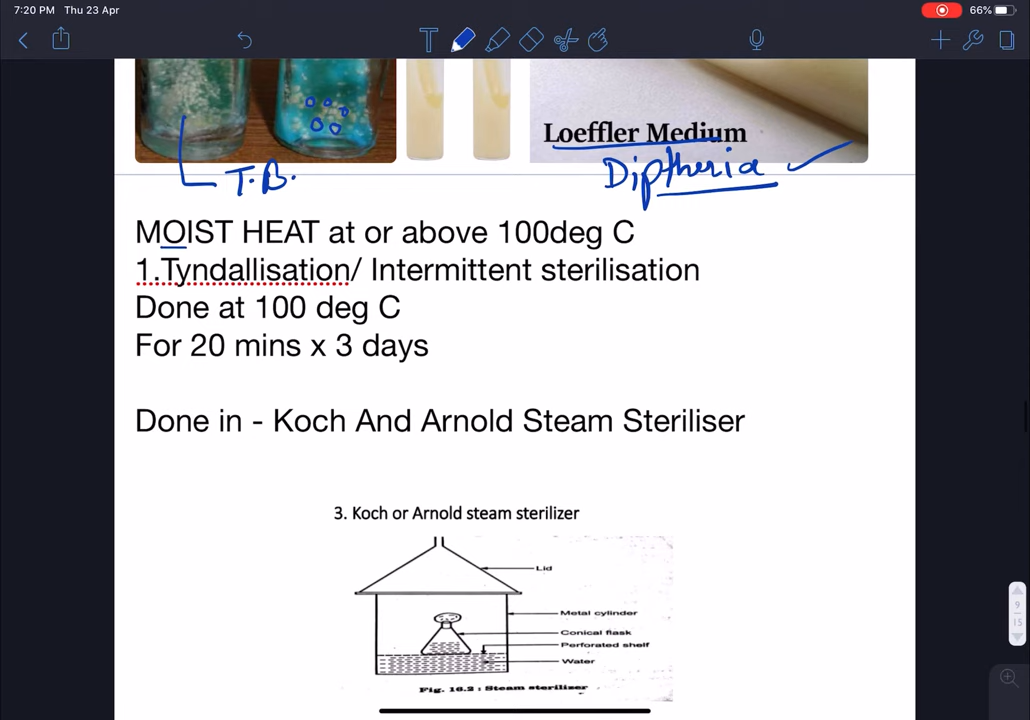 7:20 PM Thu 23 Apr
66%
T
Loeffler Medium
Diptheria
T.B.
MOIST HEAT at or above 100deg C
1.Tyndallisation/ Intermittent sterilisation
Done at 100 deg C
For 20 mins x 3 days
Done in - Koch And Arnold Steam Steriliser
3. Koch or Arnold steam sterilizer
Lid
Metal cylinder
Conical flask
Perforated shelf
Water
Fig. 16.2 : Steam sterilizer
9
15